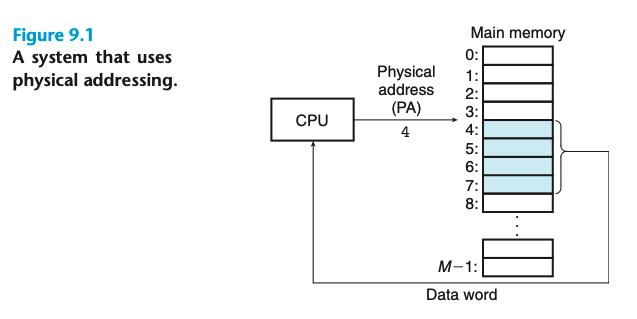 Figure 9.1
A system that uses
physical addressing.
Main memory
Physical
address
(PA)
4
CPU
0:
1:
2:
3:
4:
5:
6:
7:
8:
M−1:
Data word